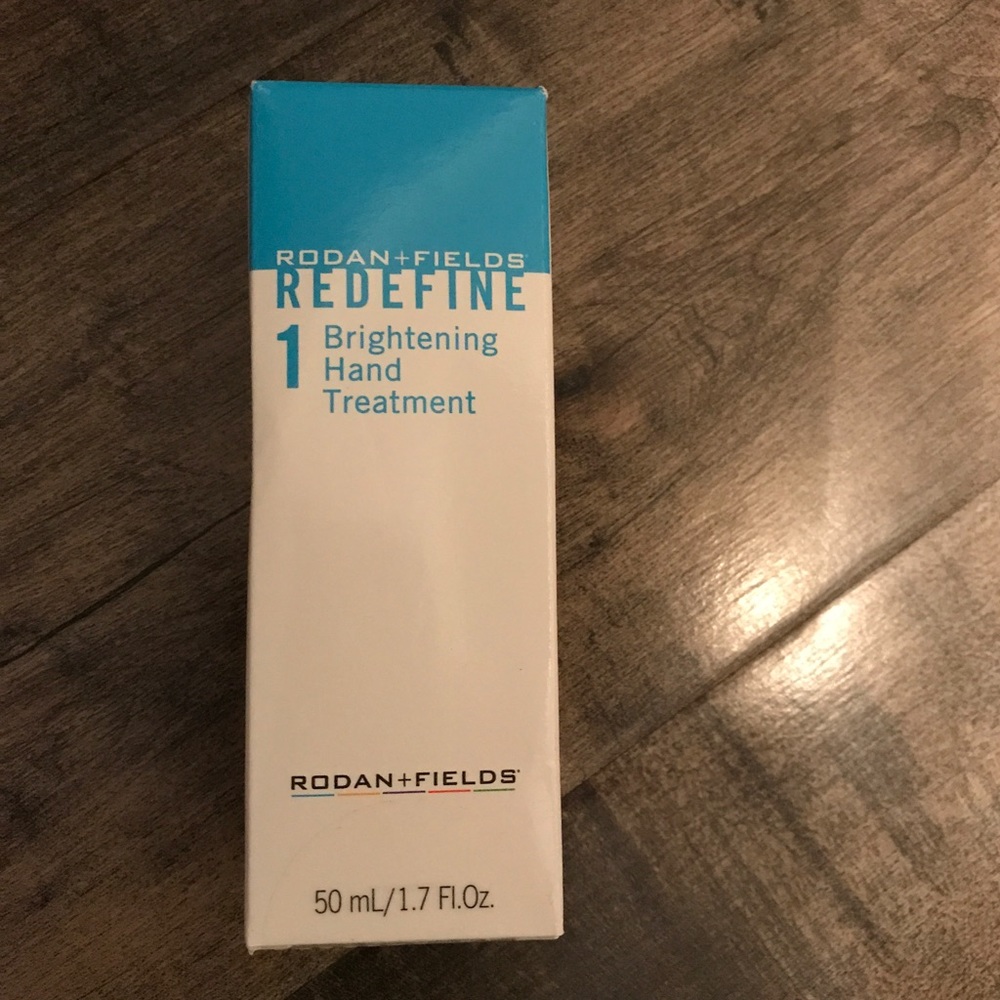 RODAN+FIELDS
REDEFINE
1 Brightening
Hand
Treatment
RODAN+FIELDS
50 mL/1.7 Fl.Oz.